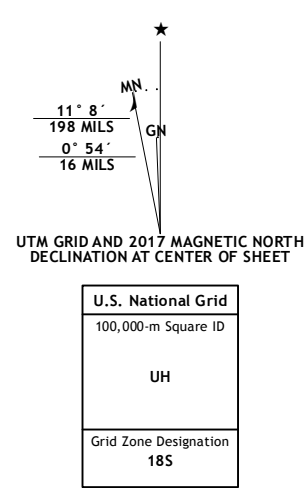 ★
MN
11° 8´
198 MILS
GN
0° 54´
16 MILS
UTM GRID AND 2017 MAGNETIC NORTH
DECLINATION AT CENTER OF SHEET
U.S. National Grid
100,000-m Square ID
UH
Grid Zone Designation
18S